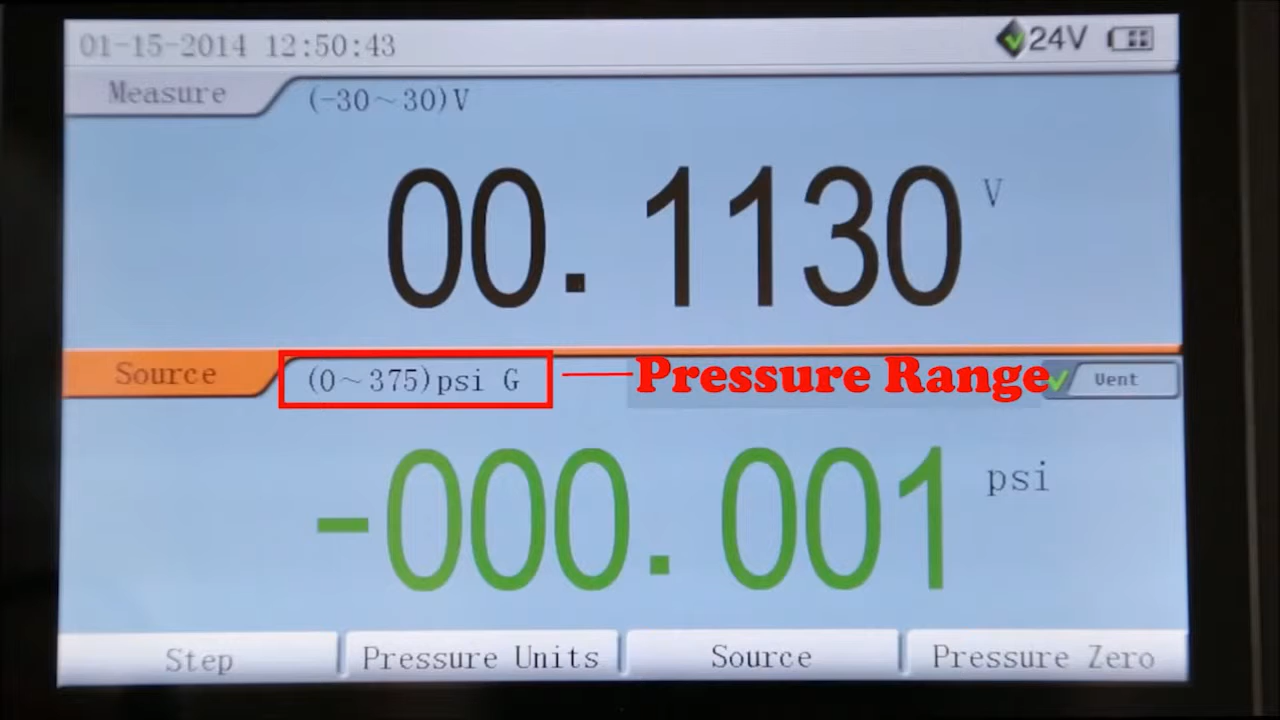 01-15-2014 12:50:43
24V
Measure
(-30～30)V
00.1130 V
Source
(0～375)psi G
Pressure Range
Vent
-000.001 psi
Step
Pressure Units
Source
Pressure Zero